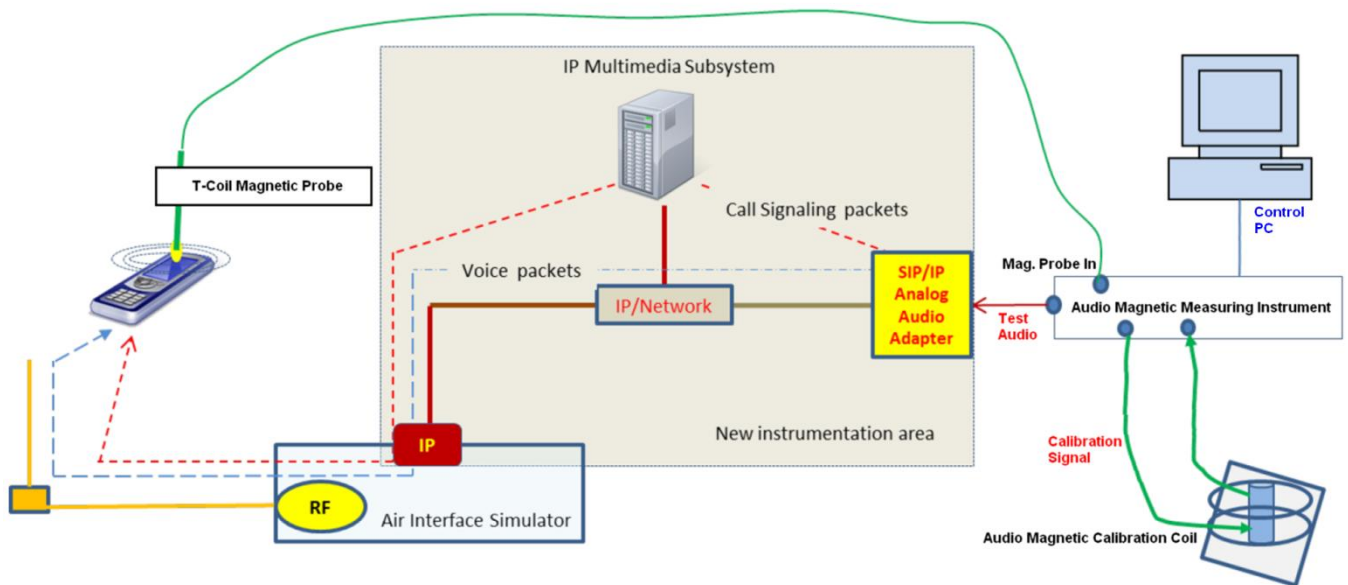 IP Multimedia Subsystem
T-Coil Magnetic Probe
Call Signaling packets
Control
PC
Voice packets
Mag. Probe In
SIP/IP
Analog
Audio
Adapter
IP/Network
Test
Audio
Audio Magnetic Measuring Instrument
IP
New instrumentation area
Calibration
Signal
RF
Air Interface Simulator
Audio Magnetic Calibration Coil